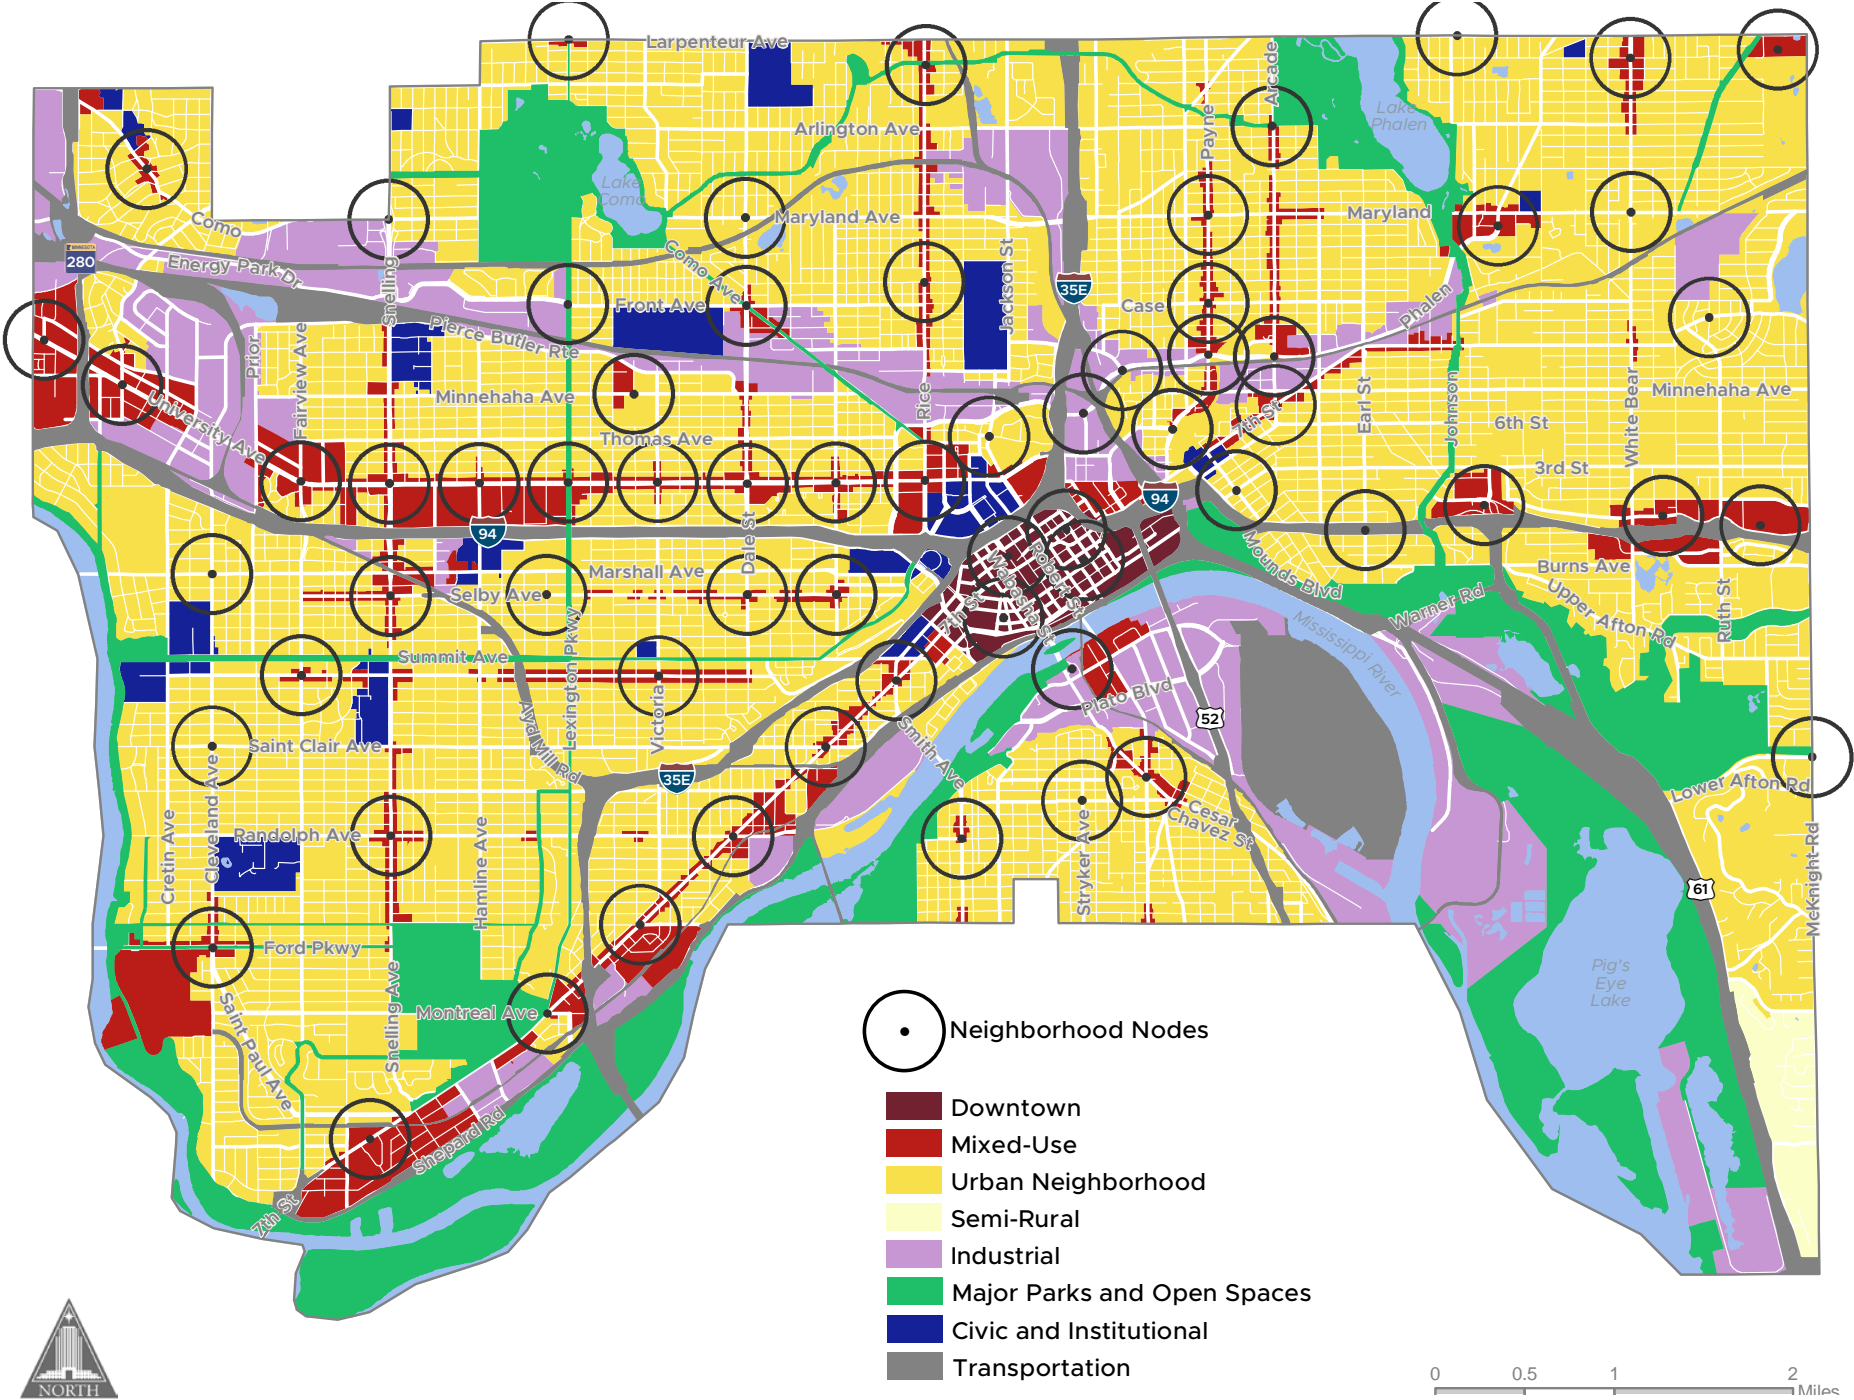 Larpenteur Ave
Arcade
Lake
Phalen
Payne
Arlington Ave
Lake
Como
Como
Maryland Ave
Maryland
MINNESOTA
280
Energy Park Dr
Snelling
Como Ave
Jackson St
35E
Front Ave
Case
Phalen
Pierce Butler Rte
Prior
Fairview Ave
Minnehaha Ave
Rice
Earl St
Johnson
White Bear
Minnehaha Ave
University Ave
7th St
6th St
Thomas Ave
3rd St
94
94
Dale St
Robert St
Wabasha St
7th St
Mounds Blvd
Marshall Ave
Selby Ave
Burns Ave
Upper Afton Rd
Warner Rd
Ruth St
Mississippi River
Summit Ave
Lexington Pkwy
Victoria
Ayd Mill Rd
Plato Blvd
52
Smith Ave
Saint Clair Ave
35E
Lower Afton Rd
Cretin Ave
Cleveland Ave
Randolph Ave
Hamline Ave
Stryker Ave
Cesar
Chavez St
McKnight Rd
61
Ford Pkwy
Pig's
Eye
Lake
Saint Paul Ave
Snelling Ave
Montreal Ave
Shepard Rd
7th St
Neighborhood Nodes
Downtown
Mixed-Use
Urban Neighborhood
Semi-Rural
Industrial
Major Parks and Open Spaces
Civic and Institutional
Transportation
NORTH
0 0.5 1 2
Miles